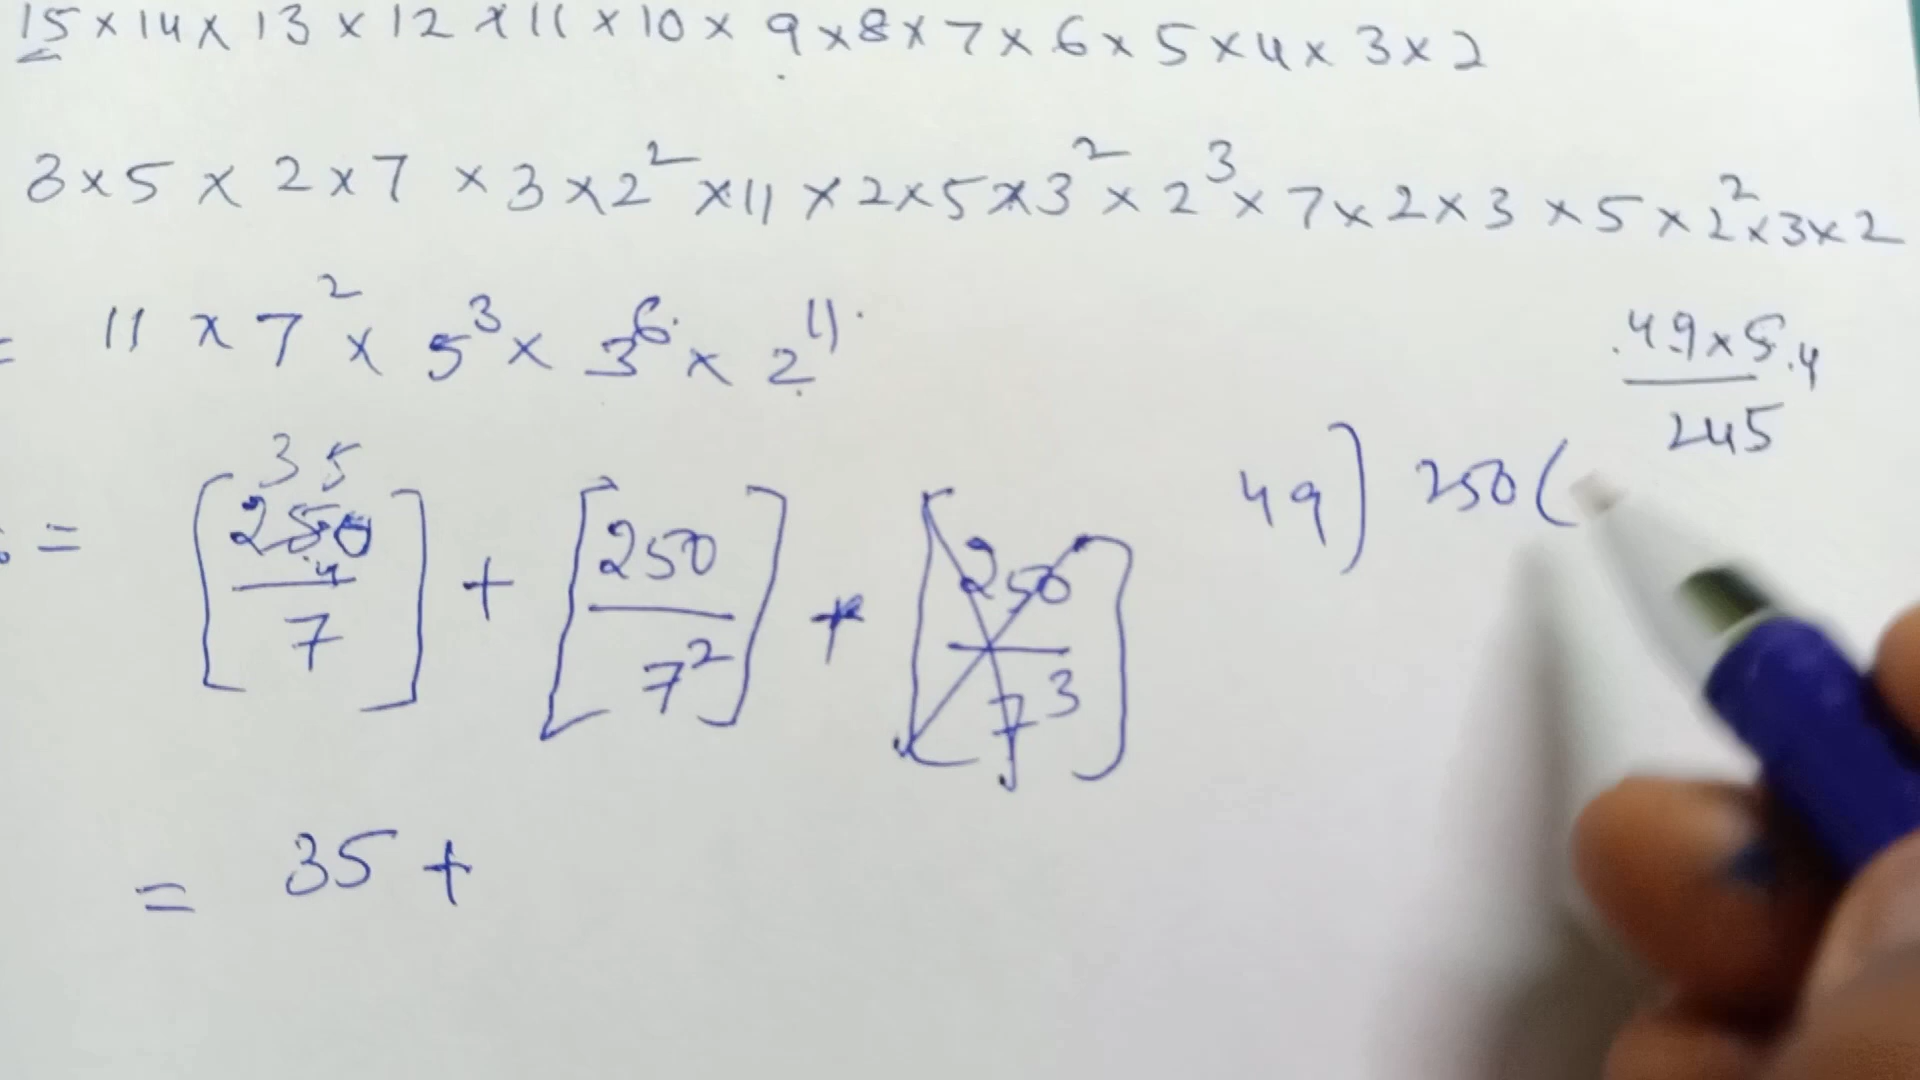 15 × 14 × 13 × 12 × 11 × 10 × 9 × 8 × 7 × 6 × 5 × 4 × 3 × 2
3 × 5 × 2 × 7 × 3 × 2² × 11 × 2 × 5 × 3² × 2³ × 7 × 2 × 3 × 5 × 2² × 3 × 2
= 11 × 7² × 5³ × 3⁶ × 2¹¹
49 × 5
4
245
35
= [250/7] + [250/7²] + [250/7³]
4
49) 250 (
= 35 +